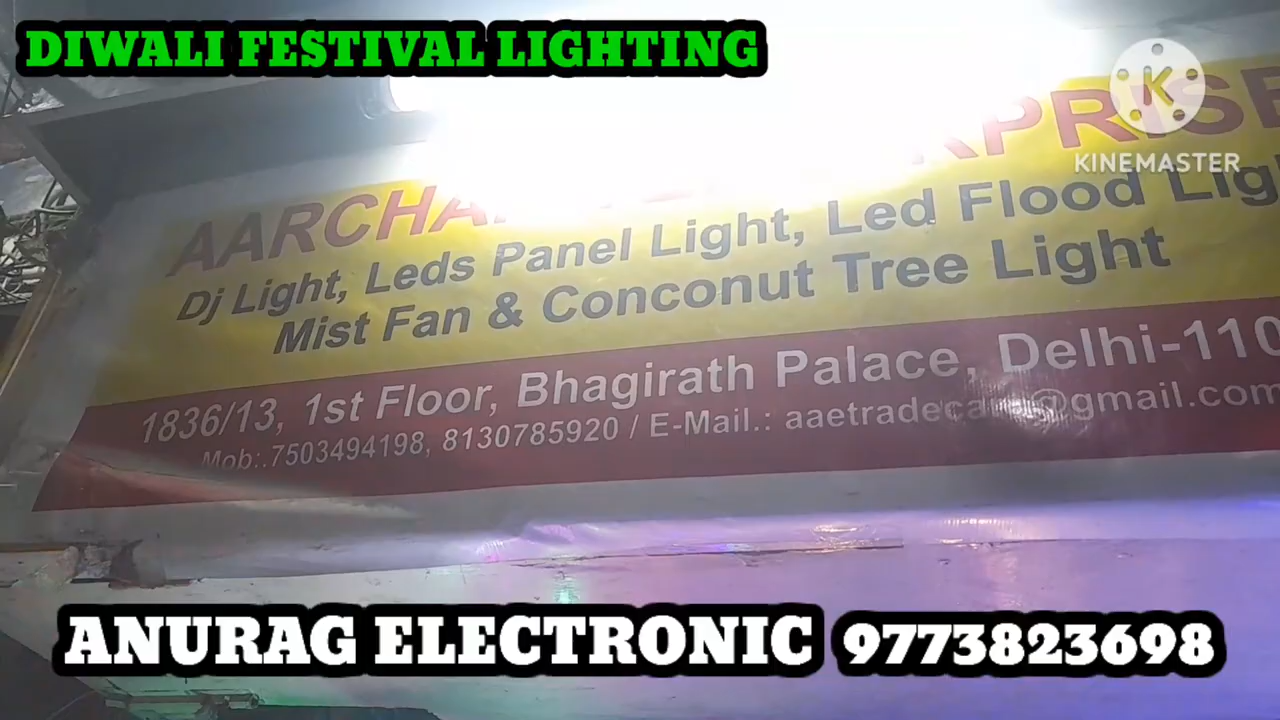 DIWALI FESTIVAL LIGHTING
KINEMASTER
Dj Light, Leds Panel Light, Led Flood
Mist Fan & Conconut Tree Light
1836/13, 1st Floor, Bhagirath Palace, Delhi-110
Mob:.7503494198, 8130785920 / E-Mail.:
ANURAG ELECTRONIC 9773823698